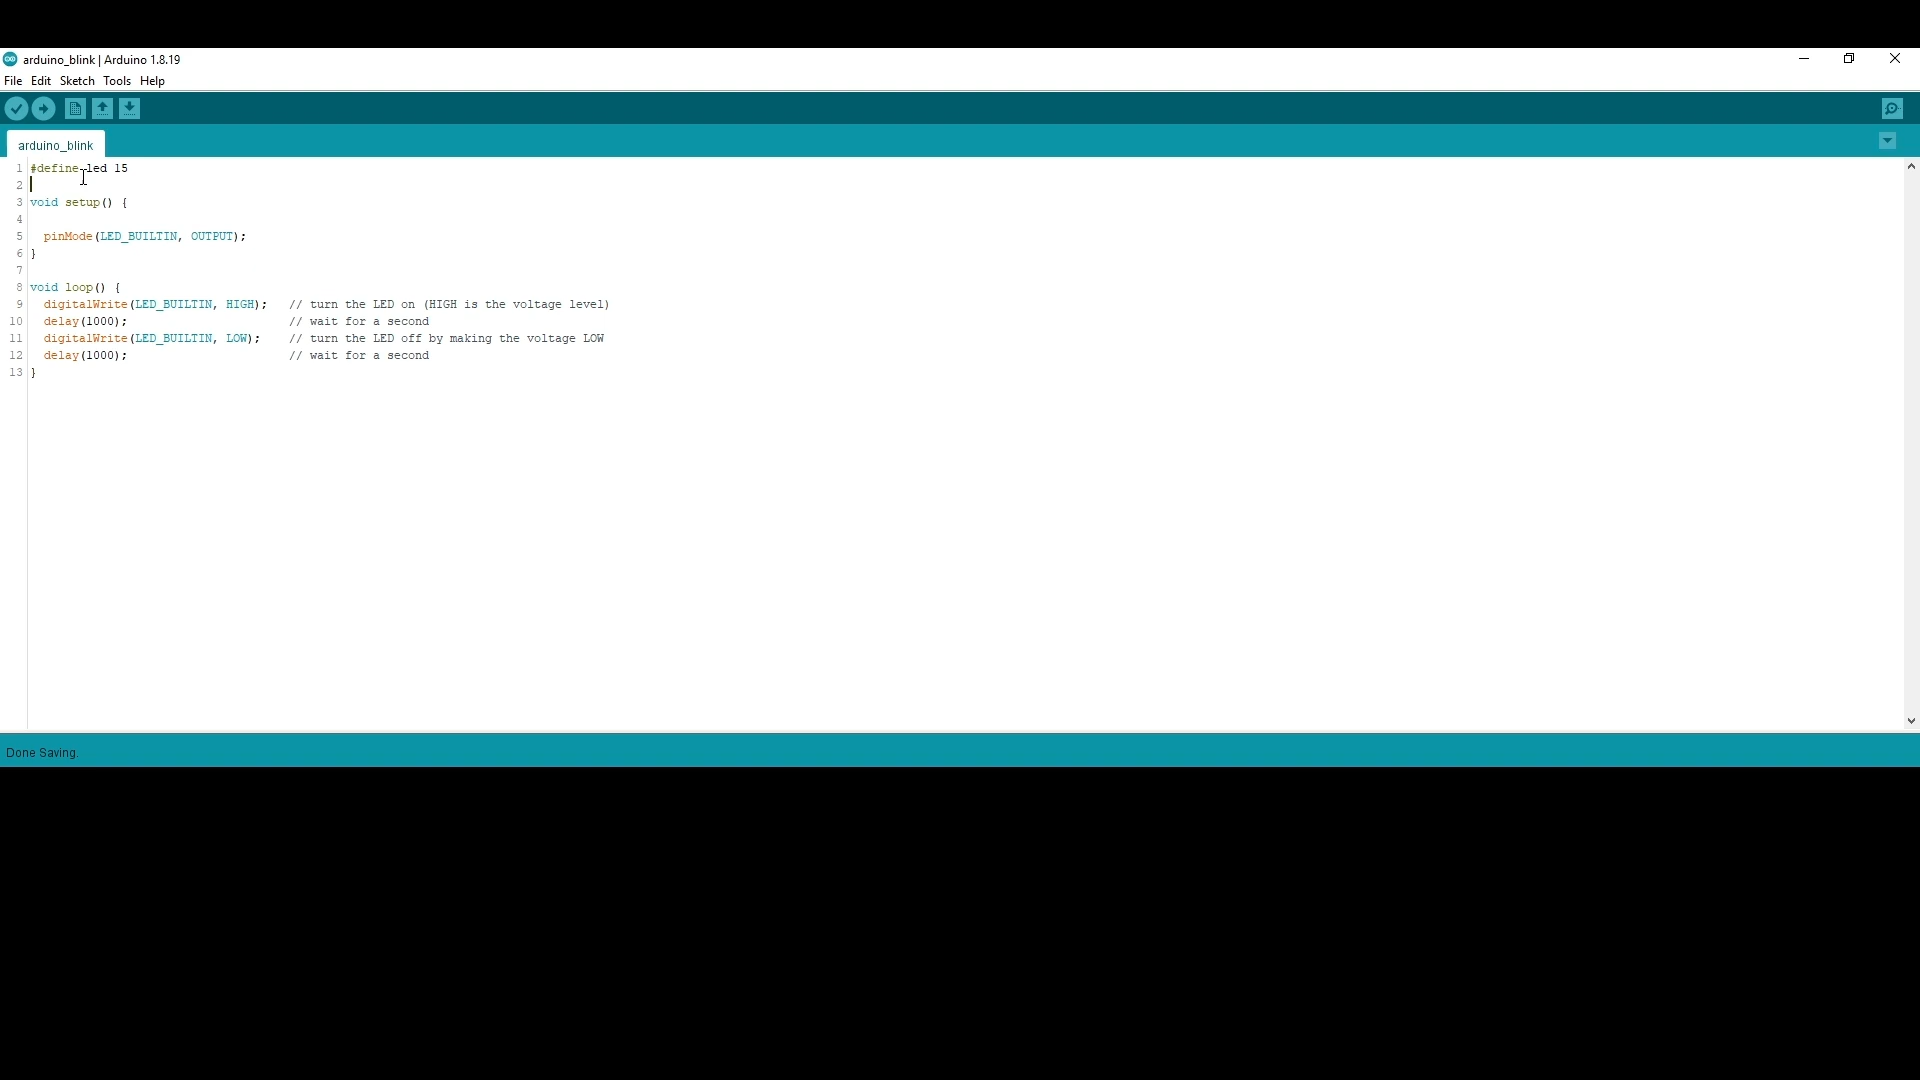 arduino_blink | Arduino 1.8.19
File Edit Sketch Tools Help
arduino_blink
1 #define led 15
2
3 void setup() {
4
5 pinMode(LED_BUILTIN, OUTPUT);
6 }
7
8 void loop() {
9 digitalWrite(LED_BUILTIN, HIGH); // turn the LED on (HIGH is the voltage level)
10 delay(1000); // wait for a second
11 digitalWrite(LED_BUILTIN, LOW); // turn the LED off by making the voltage LOW
12 delay(1000); // wait for a second
13 }
Done Saving.